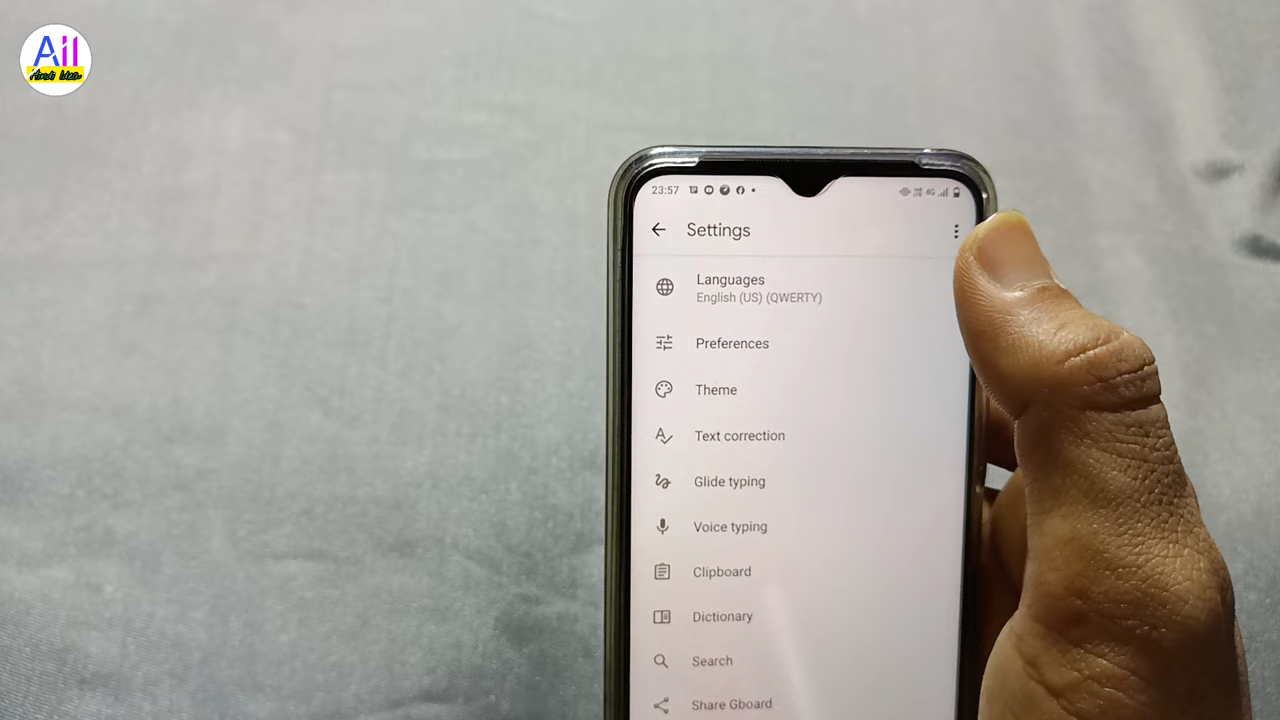 Ail
23:57
4G
Settings
Languages
English (US) (QWERTY)
Preferences
Theme
Text correction
Glide typing
Voice typing
Clipboard
Dictionary
Search
Share Gboard